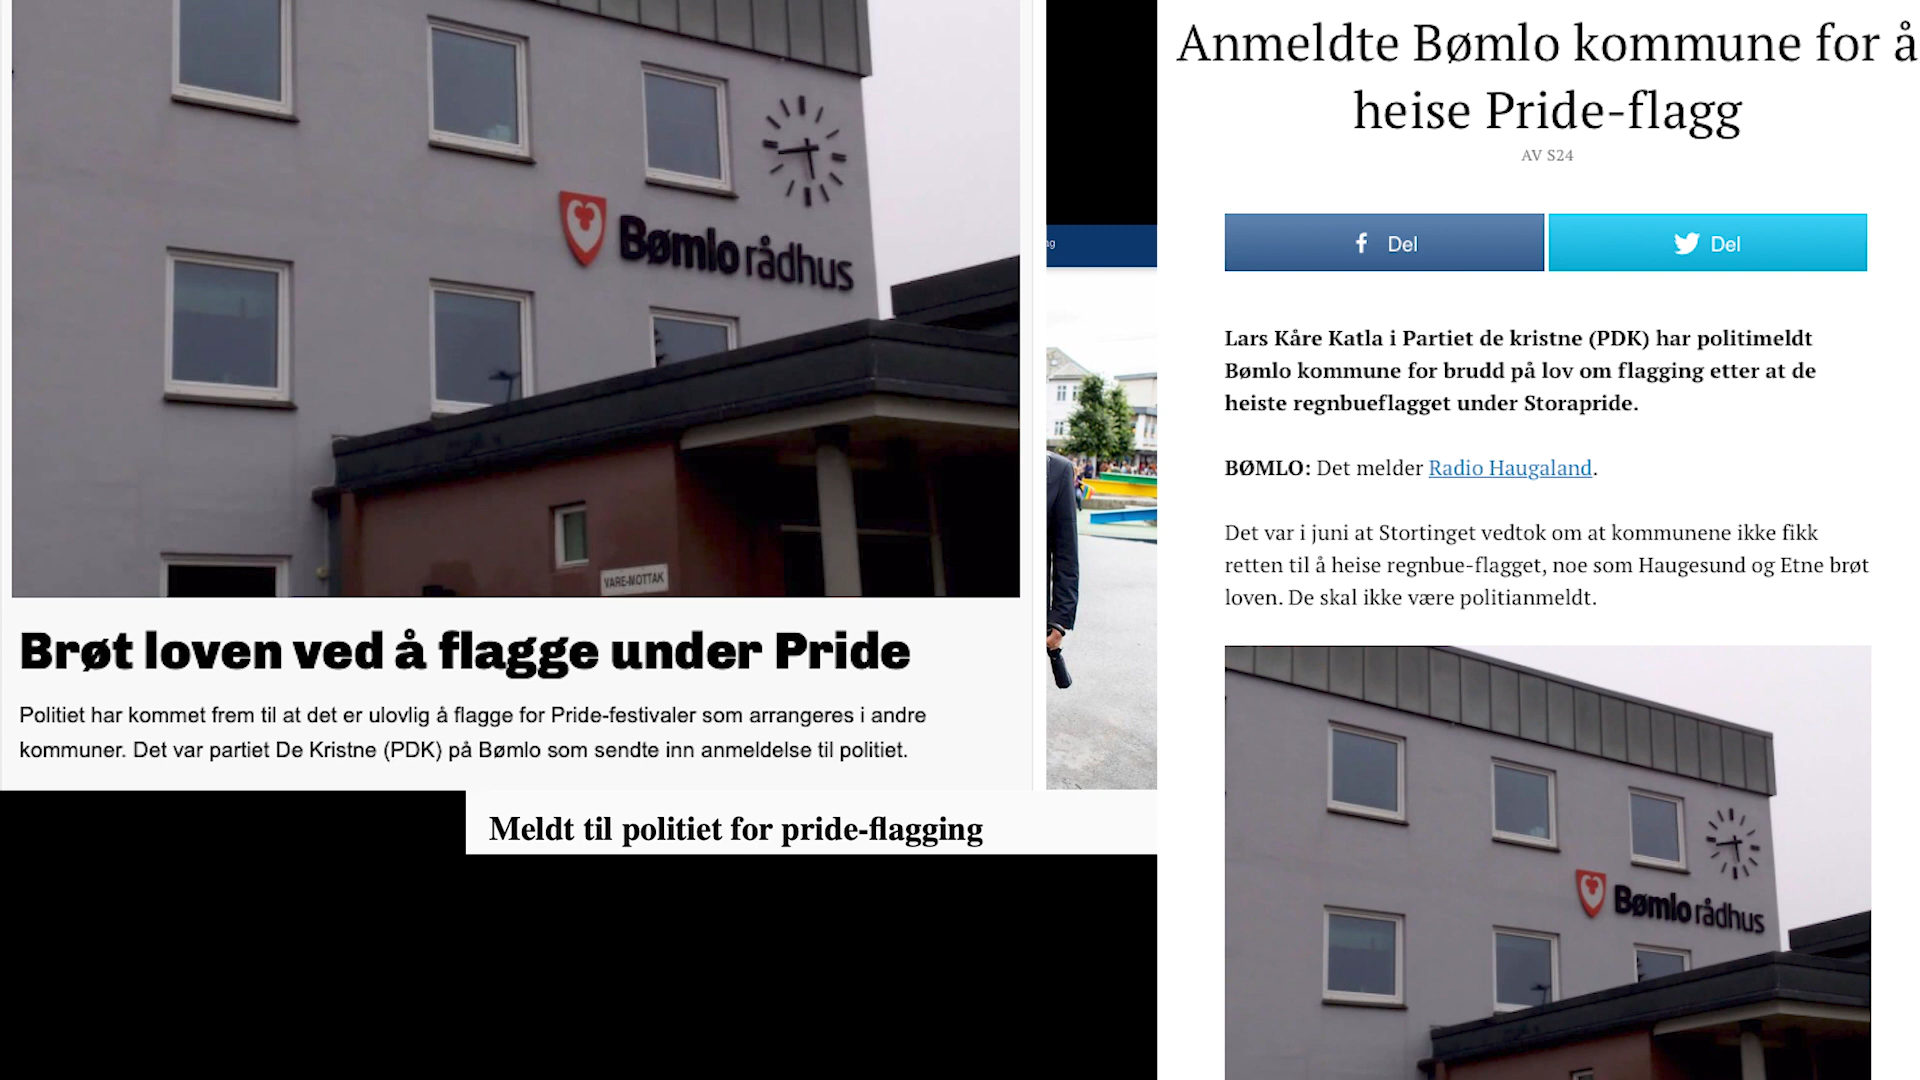 Bømlo rådhus
VARE-MOTTAK
Brøt loven ved å flagge under Pride
Politiet har kommet frem til at det er ulovlig å flagge for Pride-festivaler som arrangeres i andre
kommuner. Det var partiet De Kristne (PDK) på Bømlo som sendte inn anmeldelse til politiet.
Meldt til politiet for pride-flagging
Anmeldte Bømlo kommune for å
heise Pride-flagg
AV S24
Del
Del
Lars Kåre Katla i Partiet de kristne (PDK) har politimeldt
Bømlo kommune for brudd på lov om flagging etter at de
heiste regnbueflagget under Storapride.
BØMLO: Det melder Radio Haugaland.
Det var i juni at Stortinget vedtok om at kommunene ikke fikk
retten til å heise regnbue-flagget, noe som Haugesund og Etne brøt
loven. De skal ikke være politianmeldt.
Bømlo rådhus